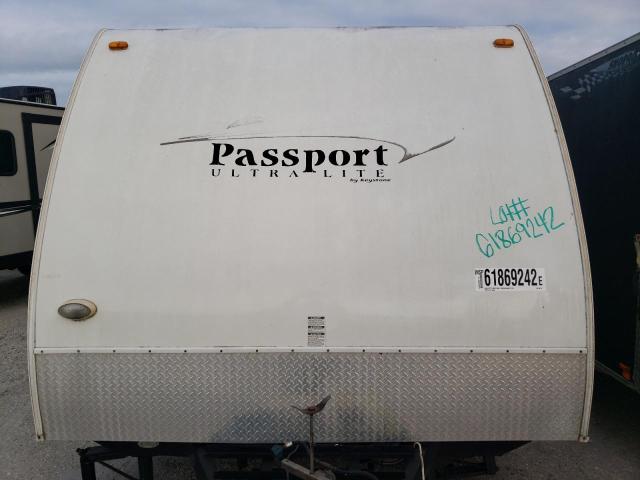 Passport
ULTRA LITE
by Keystone
Lot#
61869242
61869242 E